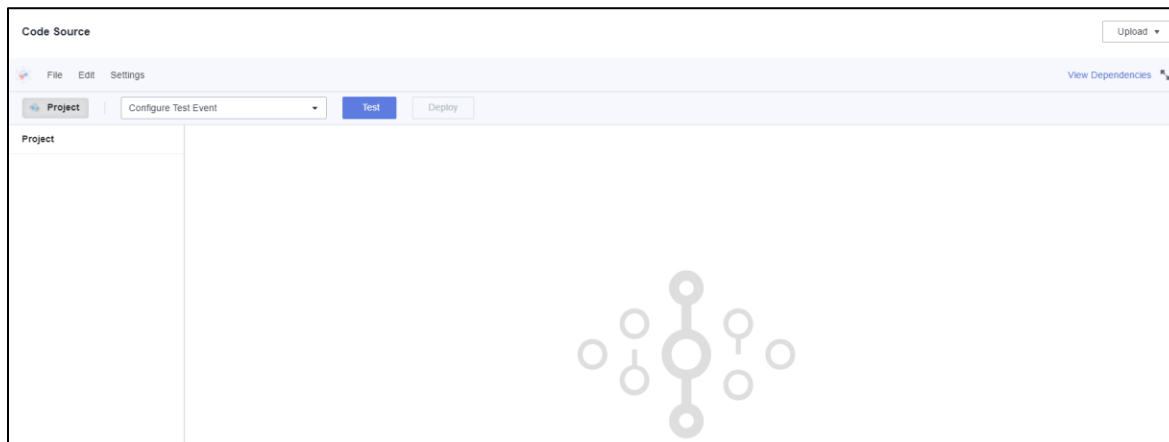 Code Source
Upload
File Edit Settings
View Dependencies
Project
Configure Test Event
Test
Deploy
Project